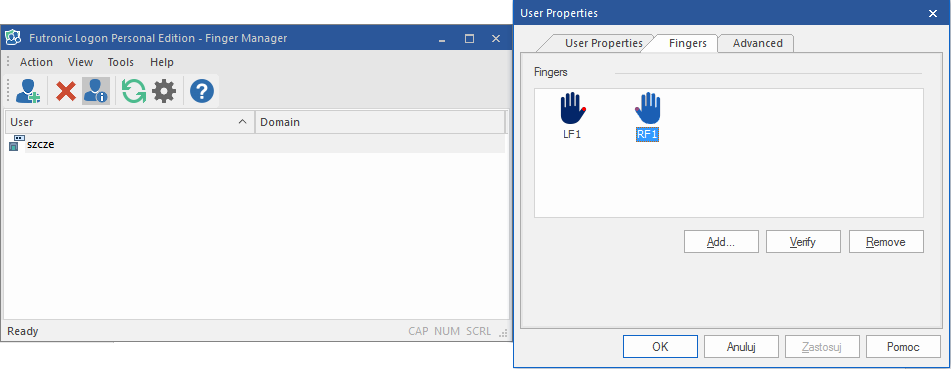 Futronic Logon Personal Edition - Finger Manager
Action View Tools Help
User Domain
szcze
Ready CAP NUM SCRL
User Properties
User Properties Fingers Advanced
Fingers
LF1 RF1
Add... Verify Remove
OK Anuluj Zastosuj Pomoc